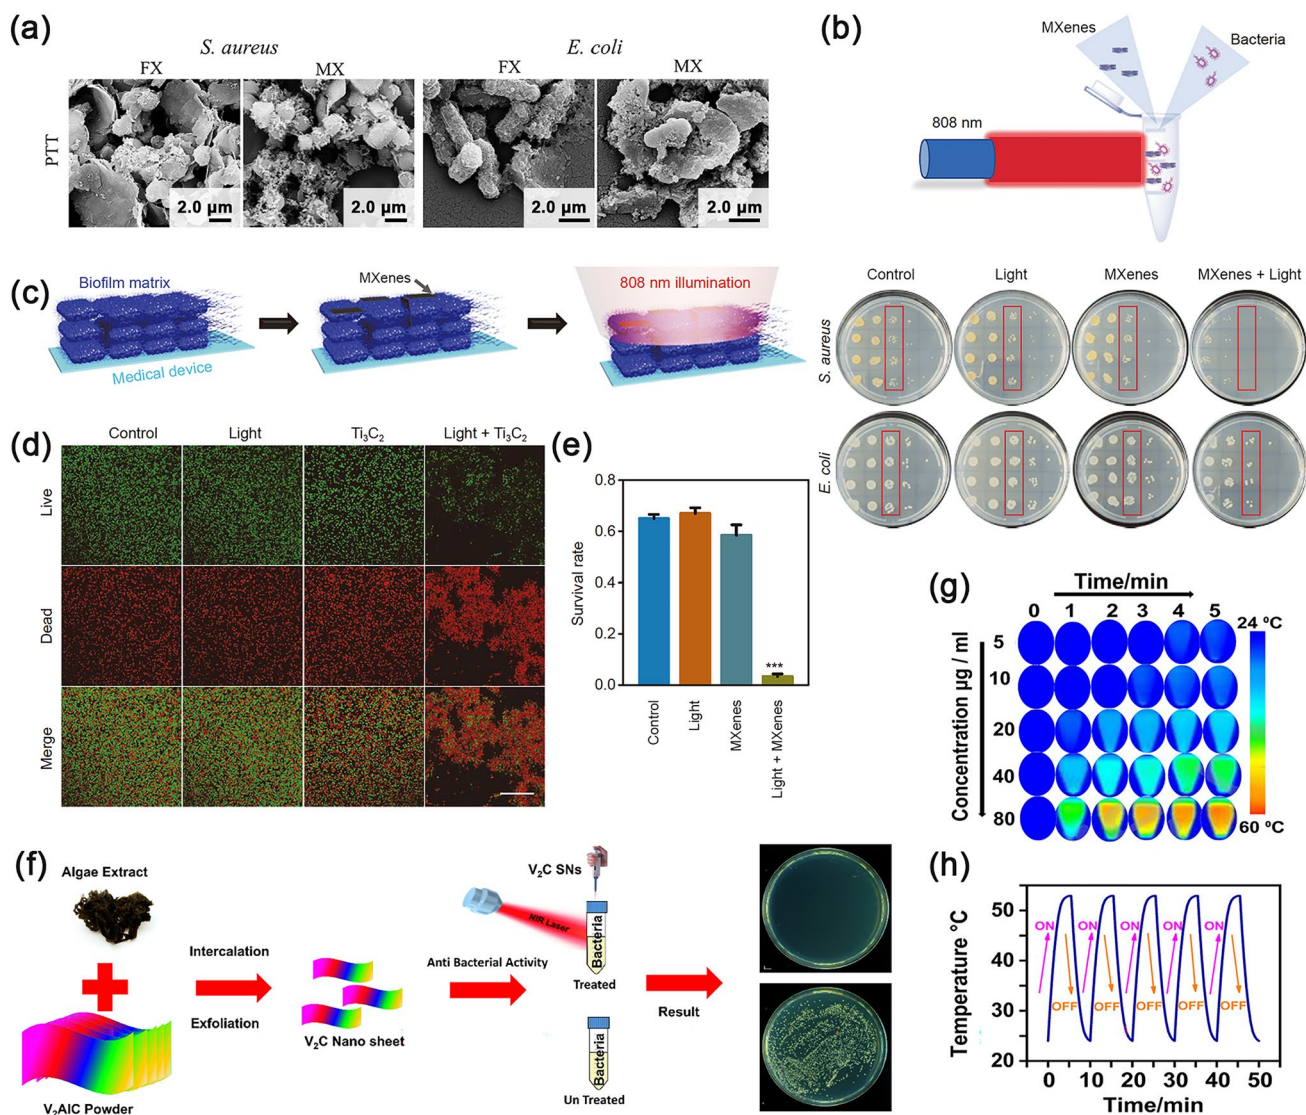 (a)
S. aureus
E. coli
FX
MX
FX
MX
PTT
2.0 µm
2.0 µm
2.0 µm
2.0 µm
(b)
MXenes
Bacteria
808 nm
Control
Light
MXenes
MXenes + Light
S. aureus
E. coli
(c)
Biofilm matrix
MXenes
808 nm illumination
Medical device
(d)
Control
Light
Ti₃C₂
Light + Ti₃C₂
Live
Dead
Merge
(e)
Survival rate
0.8
0.6
0.4
0.2
0.0
***
Control
Light
MXenes
Light + MXenes
(f)
Algae Extract
V₂AlC Powder
Intercalation
Exfoliation
V₂C Nano sheet
Anti Bacterial Activity
V₂C SNs
NIR Laser
Bacteria
Treated
Bacteria
Un Treated
Result
(g)
Time/min
0 1 2 3 4 5
Concentration µg / ml
5
10
20
40
80
24 ºC
60 ºC
(h)
Temperature °C
50
40
30
20
ON ON ON ON ON
OFF OFF OFF OFF OFF
0 10 20 30 40 50
Time/min